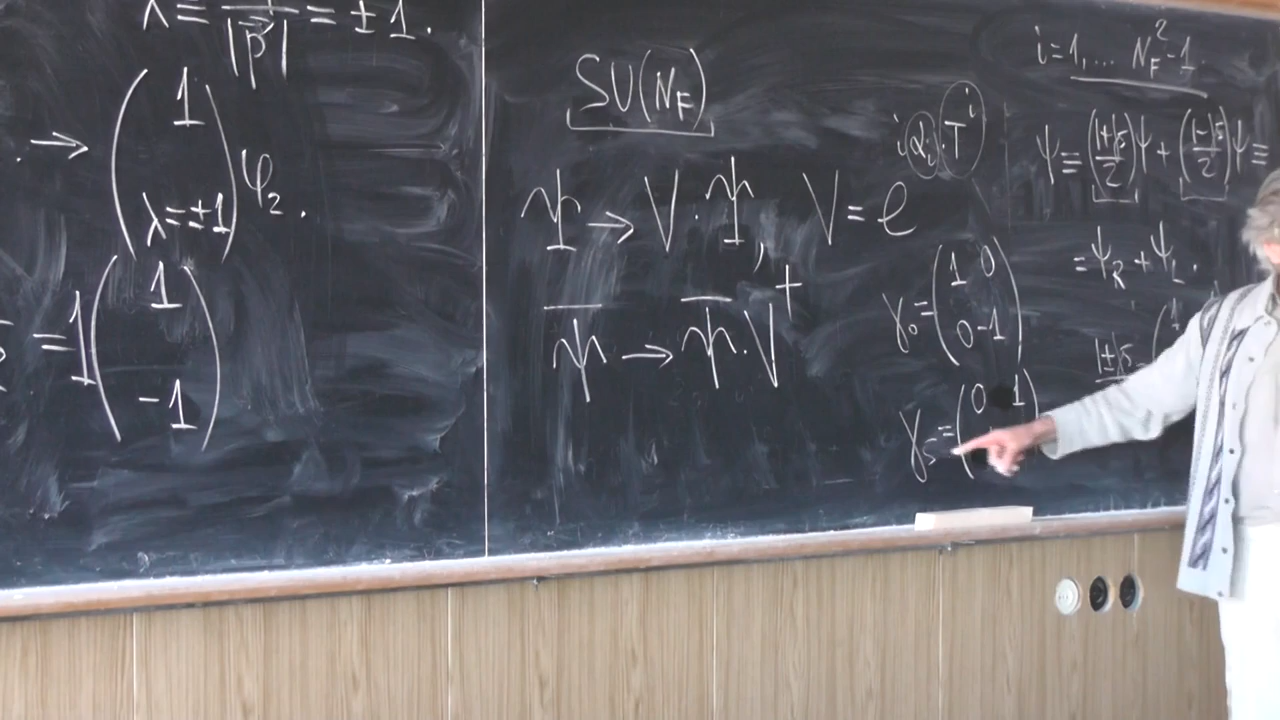 λ = ± 1.
|p⃗|
→ ( 1
λ=±1 ) φ₂.
= 1 ( 1
-1 )
SU(N_F)
ψ → V·ψ, V = e^{iα_i·T^i}
ψ̄ → ψ̄·V⁺
γ₀ = ( 1 0
0 -1 )
γ₅ = ( 0 1
i=1,... N_F²-1.
ψ ≡ (1+γ5/2)ψ + (1-γ5/2)ψ ≡
= ψ_R + ψ_L.
1±γ5